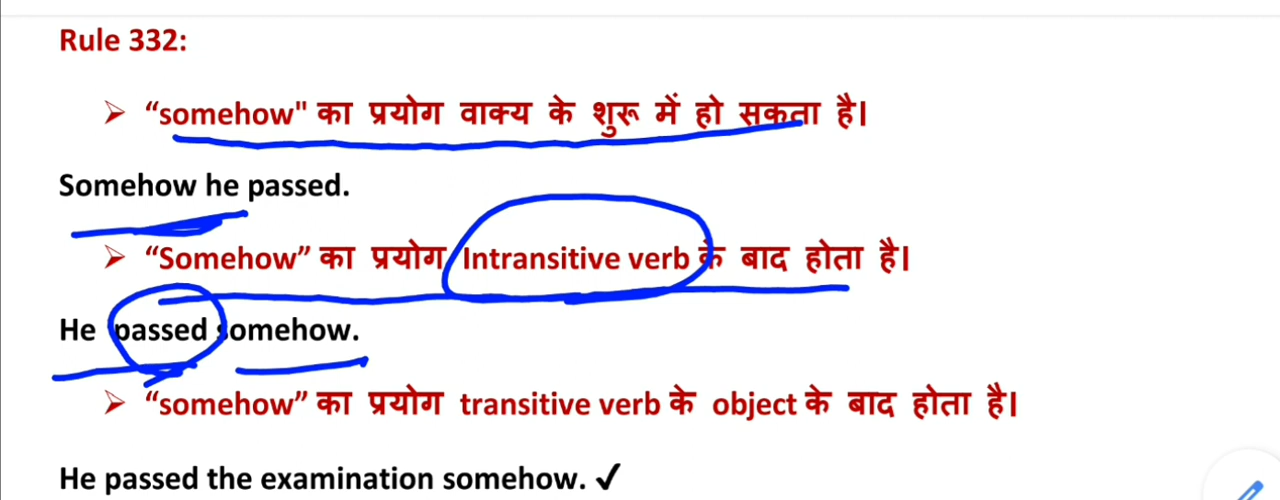 Rule 332:
➢ “somehow" का प्रयोग वाक्य के शुरू में हो सकता है।
Somehow he passed.
➢ “Somehow” का प्रयोग Intransitive verb के बाद होता है।
He passed somehow.
➢ “somehow” का प्रयोग transitive verb के object के बाद होता है।
He passed the examination somehow. ✓